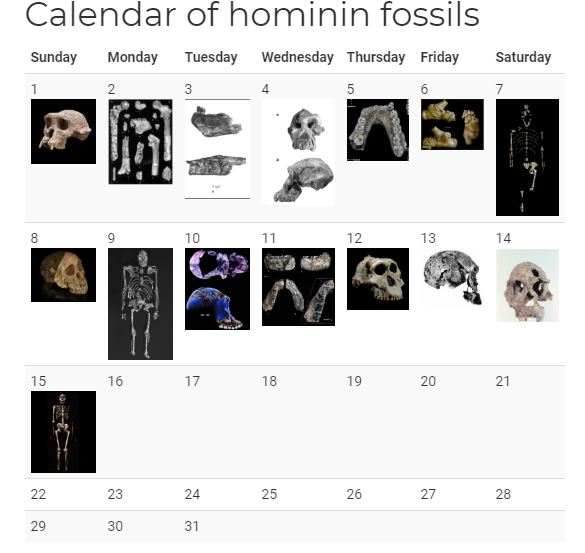 Calendar of hominin fossils
Sunday Monday Tuesday Wednesday Thursday Friday Saturday
1 2 3 4 5 6 7
8 9 10 11 12 13 14
15 16 17 18 19 20 21
22 23 24 25 26 27 28
29 30 31